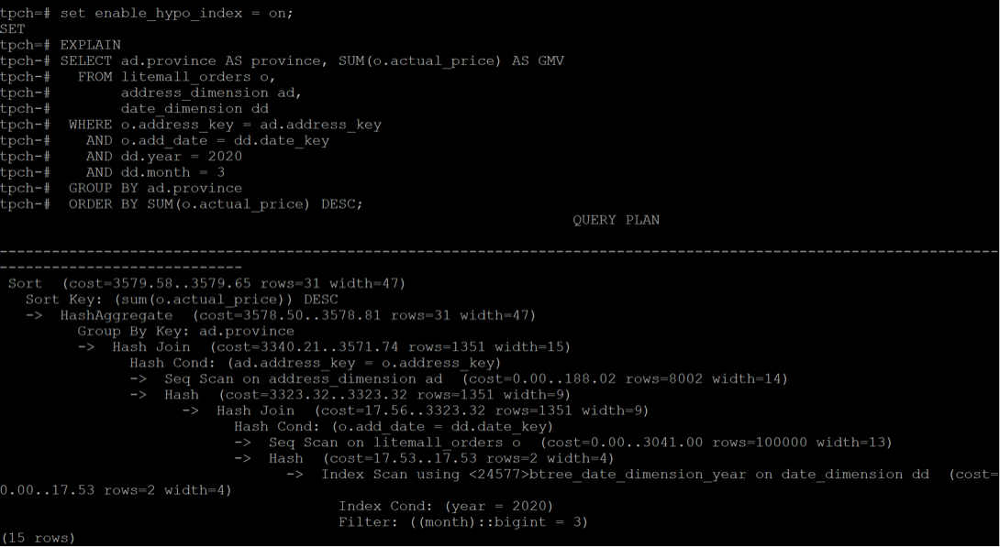 tpch=# set enable_hypo_index = on;
SET
tpch=# EXPLAIN
tpch-# SELECT ad.province AS province, SUM(o.actual_price) AS GMV
tpch-#   FROM litemall_orders o,
tpch-#        address_dimension ad,
tpch-#        date_dimension dd
tpch-#  WHERE o.address_key = ad.address_key
tpch-#    AND o.add_date = dd.date_key
tpch-#    AND dd.year = 2020
tpch-#    AND dd.month = 3
tpch-#  GROUP BY ad.province
tpch-#  ORDER BY SUM(o.actual_price) DESC;
QUERY PLAN
---------------------------------------------------------------------------------------------------------------------
----------------------------
 Sort  (cost=3579.58..3579.65 rows=31 width=47)
   Sort Key: (sum(o.actual_price)) DESC
   ->  HashAggregate  (cost=3578.50..3578.81 rows=31 width=47)
         Group By Key: ad.province
         ->  Hash Join  (cost=3340.21..3571.74 rows=1351 width=15)
               Hash Cond: (ad.address_key = o.address_key)
               ->  Seq Scan on address_dimension ad  (cost=0.00..188.02 rows=8002 width=14)
               ->  Hash  (cost=3323.32..3323.32 rows=1351 width=9)
                     ->  Hash Join  (cost=17.56..3323.32 rows=1351 width=9)
                           Hash Cond: (o.add_date = dd.date_key)
                           ->  Seq Scan on litemall_orders o  (cost=0.00..3041.00 rows=100000 width=13)
                           ->  Hash  (cost=17.53..17.53 rows=2 width=4)
                                 ->  Index Scan using <24577>btree_date_dimension_year on date_dimension dd  (cost=
0.00..17.53 rows=2 width=4)
                                       Index Cond: (year = 2020)
                                       Filter: ((month)::bigint = 3)
(15 rows)